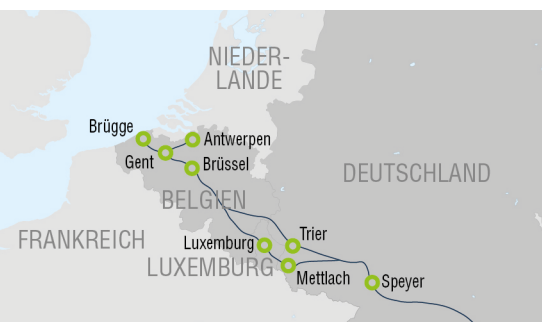 NIEDER-
LANDE
Brügge
Antwerpen
Gent
Brüssel
DEUTSCHLAND
BELGIEN
FRANKREICH
Luxemburg
Trier
LUXEMBURG
Mettlach
Speyer